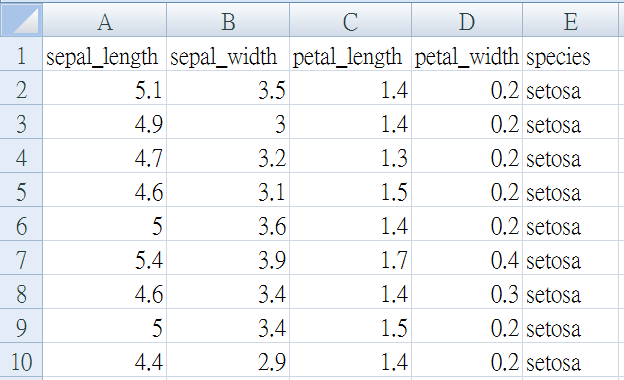 A B C D E
1 sepal_length sepal_width petal_length petal_width species
2 5.1 3.5 1.4 0.2 setosa
3 4.9 3 1.4 0.2 setosa
4 4.7 3.2 1.3 0.2 setosa
5 4.6 3.1 1.5 0.2 setosa
6 5 3.6 1.4 0.2 setosa
7 5.4 3.9 1.7 0.4 setosa
8 4.6 3.4 1.4 0.3 setosa
9 5 3.4 1.5 0.2 setosa
10 4.4 2.9 1.4 0.2 setosa